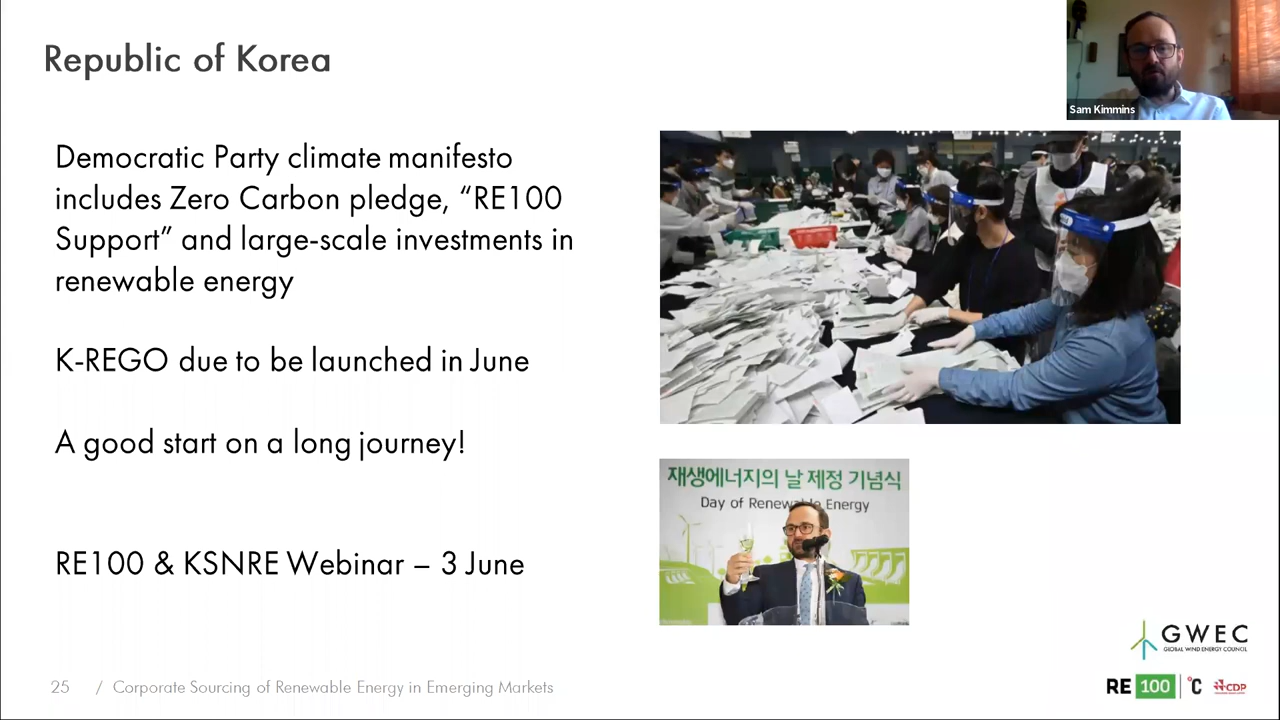 Republic of Korea
Sam Kimmins
Democratic Party climate manifesto
includes Zero Carbon pledge, “RE100
Support” and large-scale investments in
renewable energy
K-REGO due to be launched in June
A good start on a long journey!
재생에너지의 날 제정 기념식
Day of Renewable Energy
RE100 & KSNRE Webinar – 3 June
GWEC
GLOBAL WIND ENERGY COUNCIL
25 / Corporate Sourcing of Renewable Energy in Emerging Markets
RE 100 °C CDP